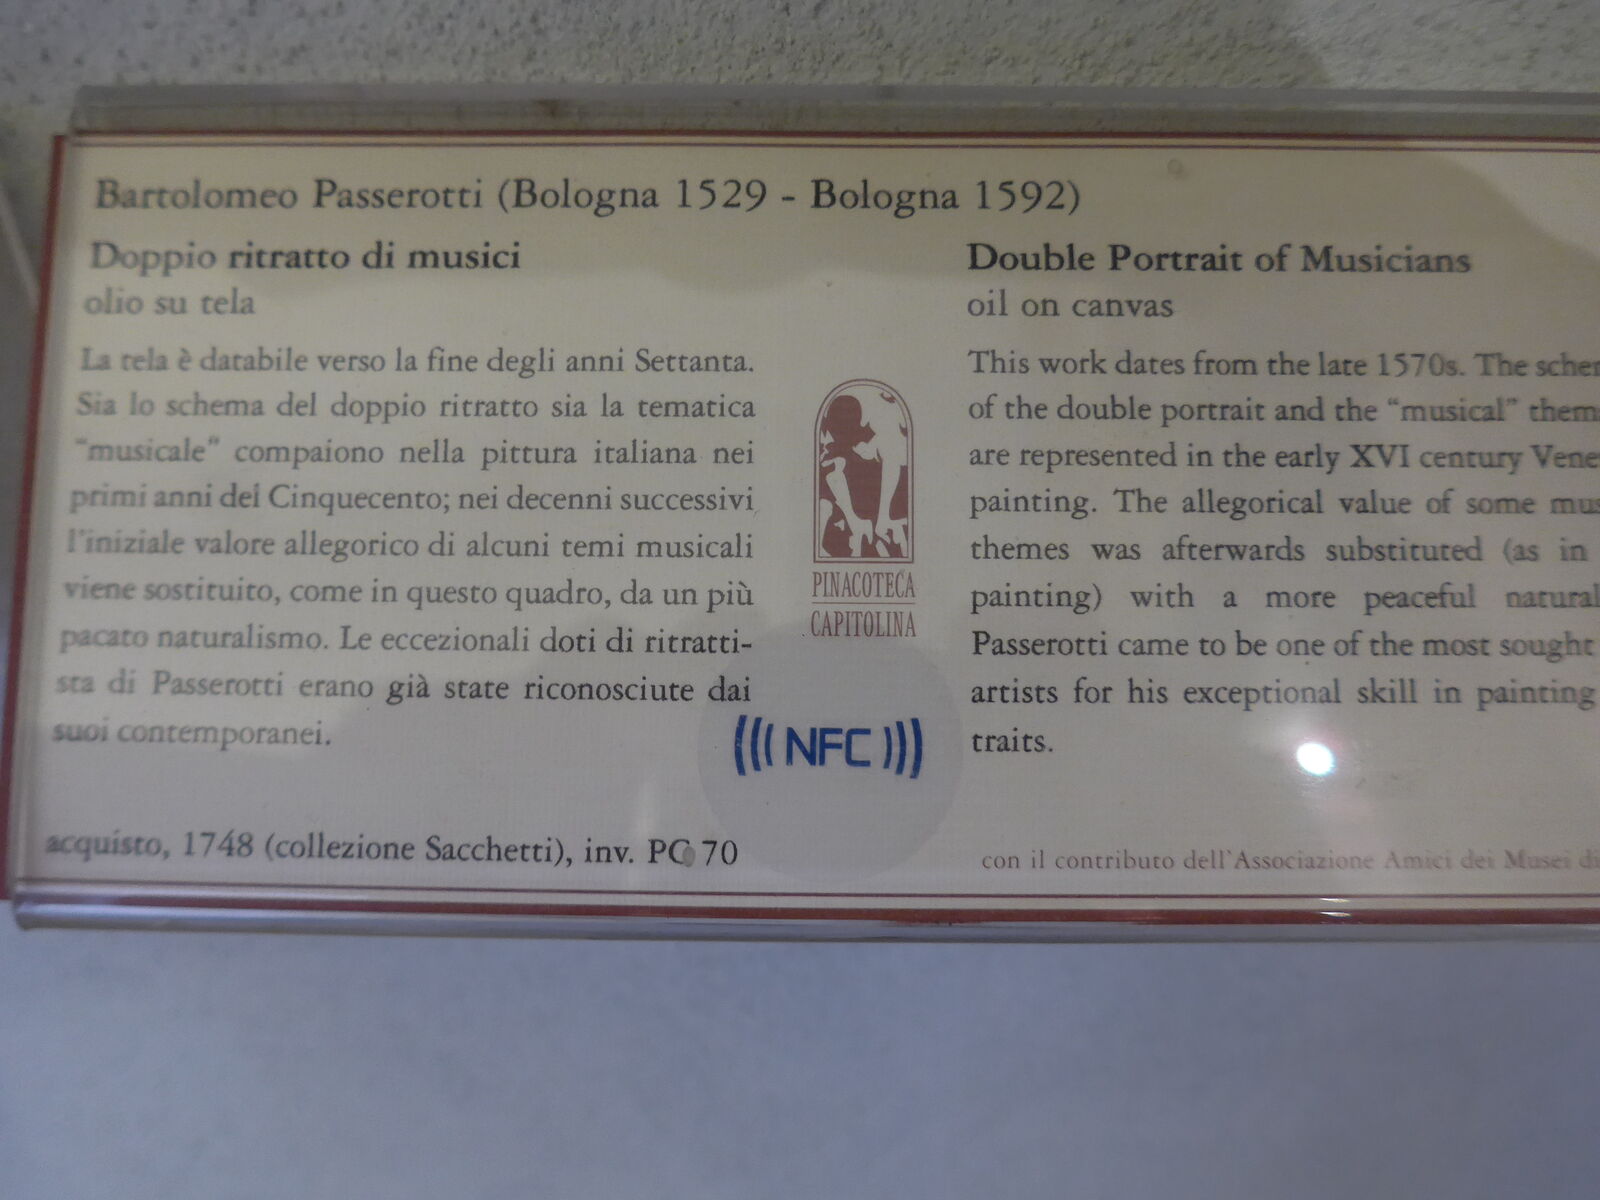 Bartolomeo Passerotti (Bologna 1529 - Bologna 1592)
Doppio ritratto di musici
olio su tela
La tela è databile verso la fine degli anni Settanta.
Sia lo schema del doppio ritratto sia la tematica
“musicale” compaiono nella pittura italiana nei
primi anni del Cinquecento; nei decenni successivi
l'iniziale valore allegorico di alcuni temi musicali
viene sostituito, come in questo quadro, da un più
pacato naturalismo. Le eccezionali doti di ritratti-
sta di Passerotti erano già state riconosciute dai
suoi contemporanei.
acquisto, 1748 (collezione Sacchetti), inv. PC 70
PINACOTECA
CAPITOLINA
(((NFC)))
Double Portrait of Musicians
oil on canvas
This work dates from the late 1570s. The
of the double portrait and the “musical”
are represented in the early XVI century
painting. The allegorical value of some
themes was afterwards substituted (as in
painting) with a more peaceful
Passerotti came to be one of the most sought
artists for his exceptional skill in painting
traits.
con il contributo dell'Associazione Amici dei Musei di